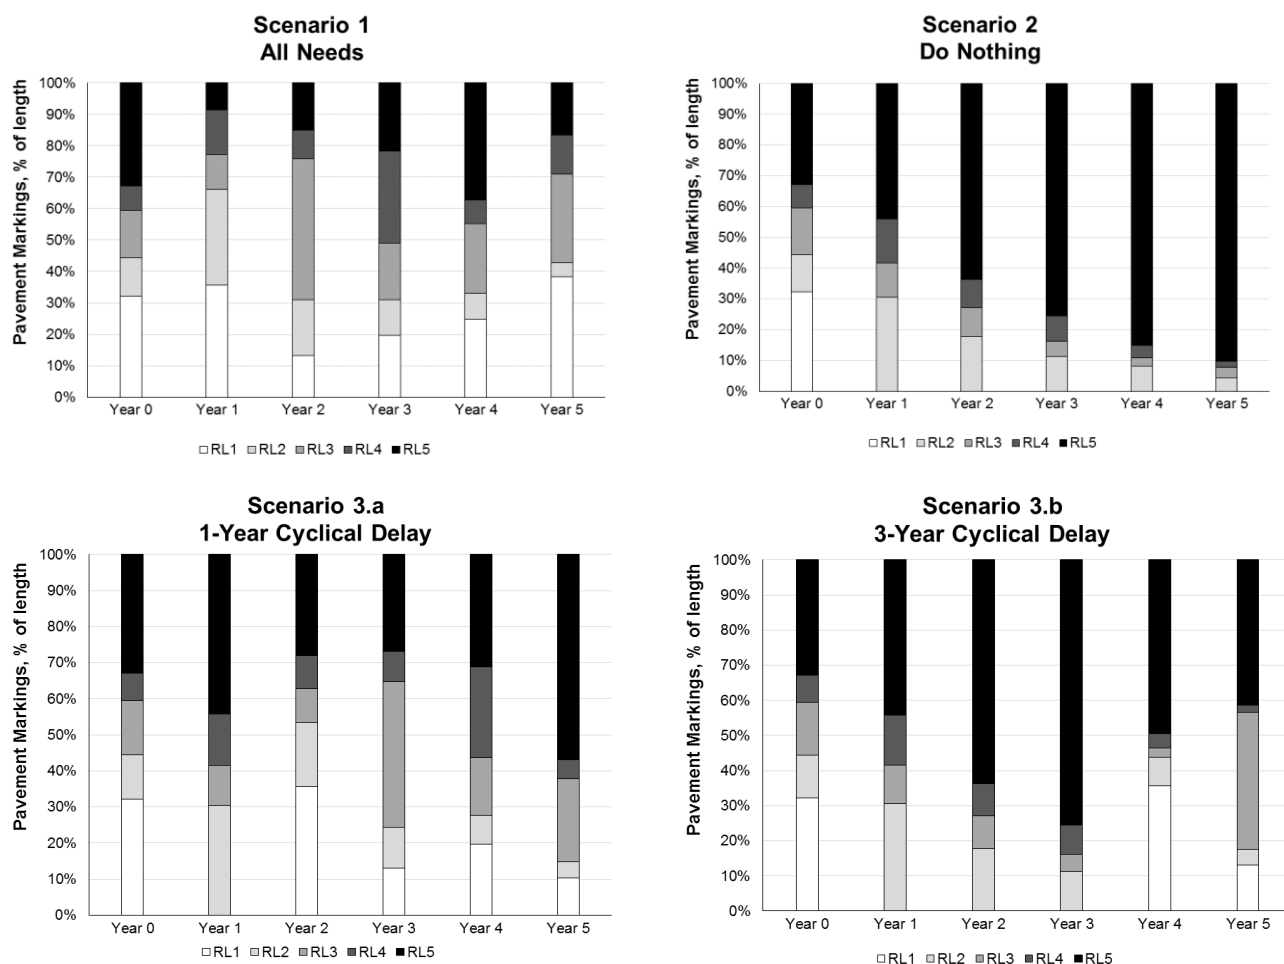 Scenario 1
All Needs
Pavement Markings, % of length
100%
90%
80%
70%
60%
50%
40%
30%
20%
10%
0%
Year 0 Year 1 Year 2 Year 3 Year 4 Year 5
RL1 RL2 RL3 RL4 RL5
Scenario 2
Do Nothing
Pavement Markings, % of length
100%
90%
80%
70%
60%
50%
40%
30%
20%
10%
0%
Year 0 Year 1 Year 2 Year 3 Year 4 Year 5
RL1 RL2 RL3 RL4 RL5
Scenario 3.a
1-Year Cyclical Delay
Pavement Markings, % of length
100%
90%
80%
70%
60%
50%
40%
30%
20%
10%
0%
Year 0 Year 1 Year 2 Year 3 Year 4 Year 5
RL1 RL2 RL3 RL4 RL5
Scenario 3.b
3-Year Cyclical Delay
Pavement Markings, % of length
100%
90%
80%
70%
60%
50%
40%
30%
20%
10%
0%
Year 0 Year 1 Year 2 Year 3 Year 4 Year 5
RL1 RL2 RL3 RL4 RL5